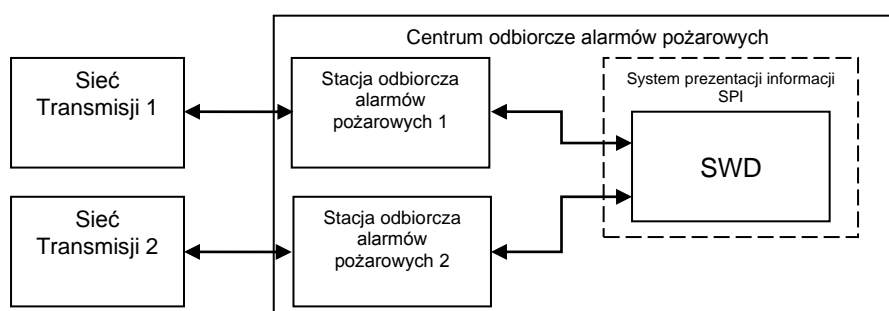 Centrum odbiorcze alarmów pożarowych
Sieć
Transmisji 1
Stacja odbiorcza
alarmów
pożarowych 1
System prezentacji informacji
SPI
SWD
Sieć
Transmisji 2
Stacja odbiorcza
alarmów
pożarowych 2